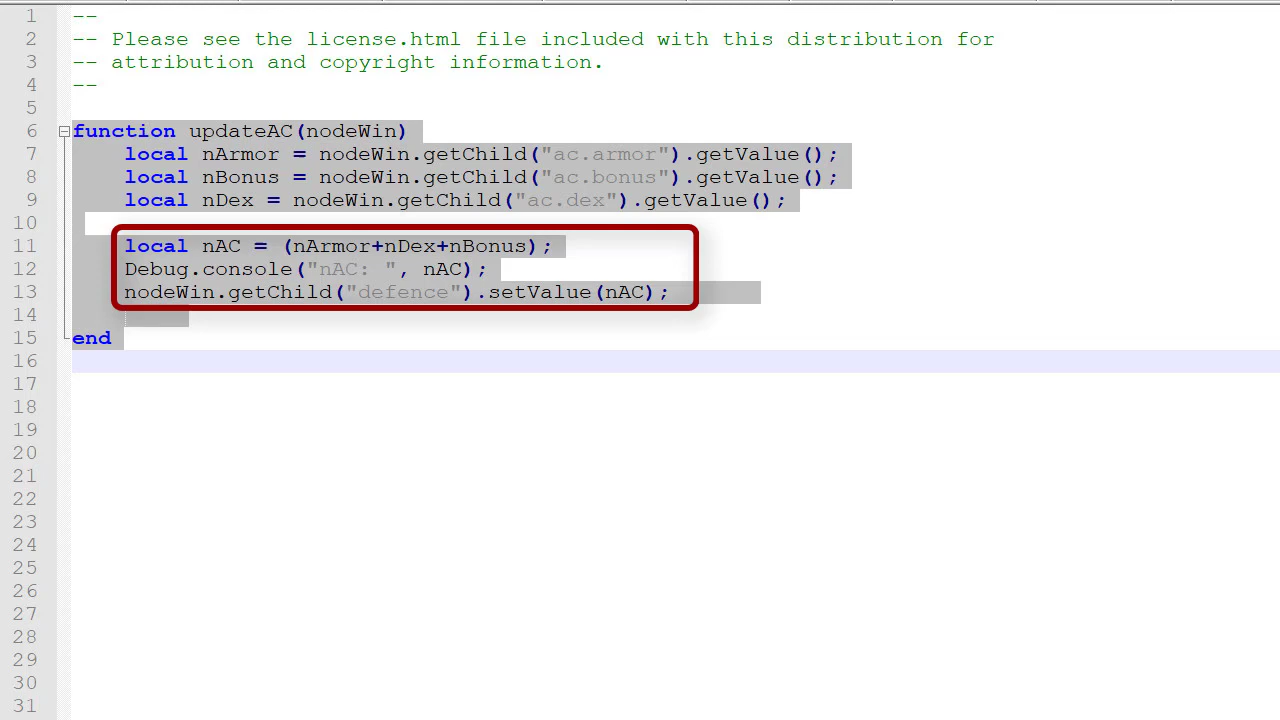 1 --
2 -- Please see the license.html file included with this distribution for
3 -- attribution and copyright information.
4 --
5
6 function updateAC(nodeWin)
7 local nArmor = nodeWin.getChild("ac.armor").getValue();
8 local nBonus = nodeWin.getChild("ac.bonus").getValue();
9 local nDex = nodeWin.getChild("ac.dex").getValue();
10
11 local nAC = (nArmor+nDex+nBonus);
12 Debug.console("nAC: ", nAC);
13 nodeWin.getChild("defence").setValue(nAC);
14
15 end
16
17
18
19
20
21
22
23
24
25
26
27
28
29
30
31